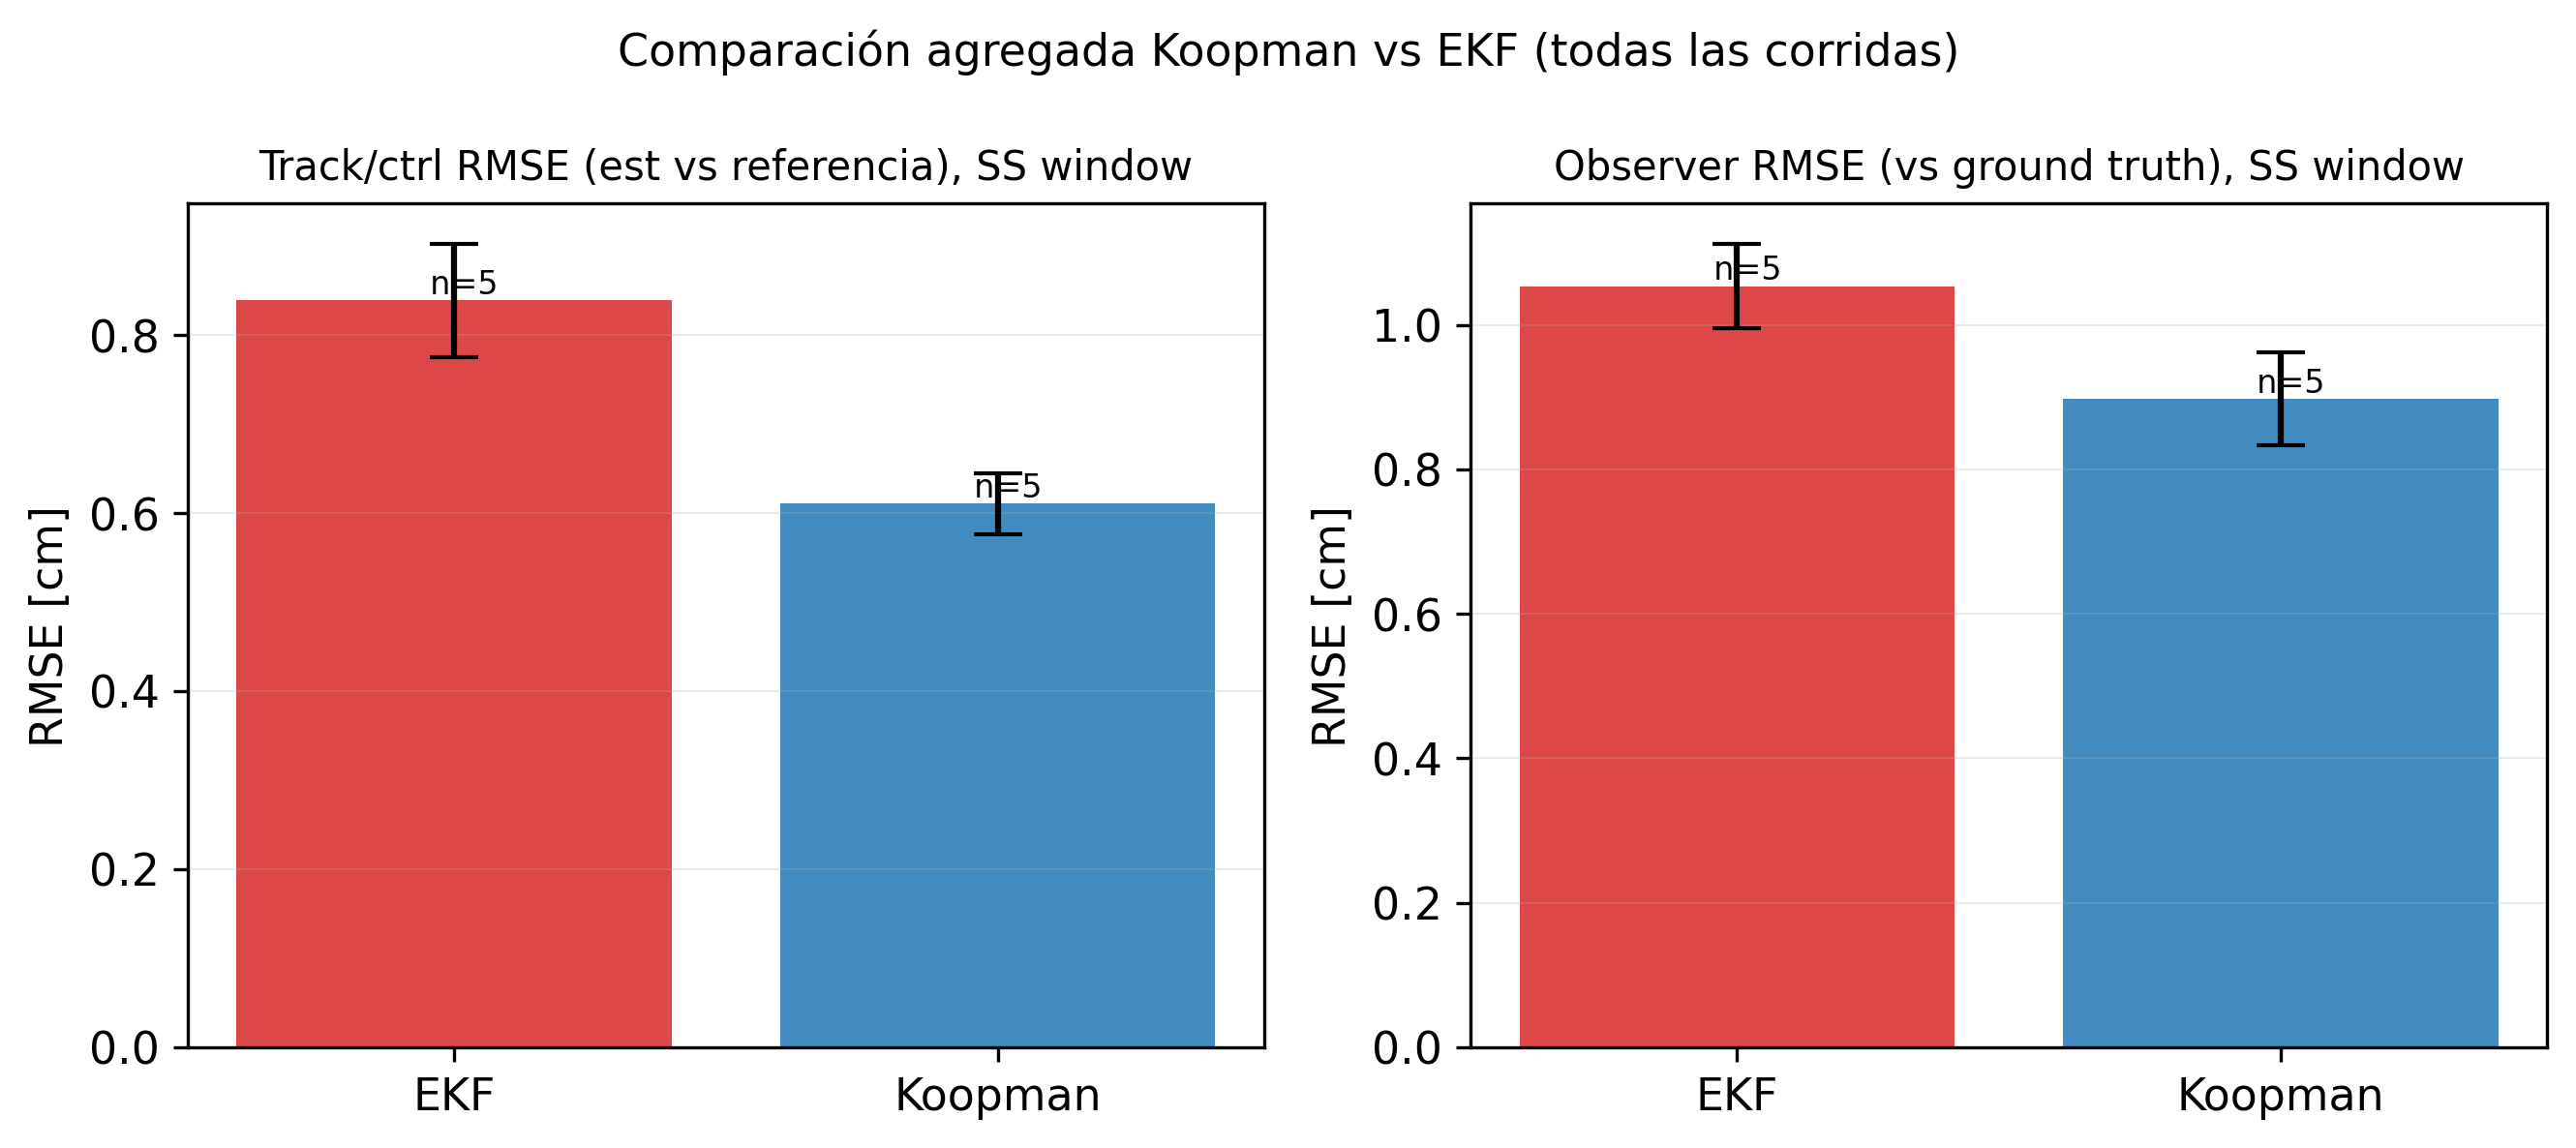 Comparación agregada Koopman vs EKF (todas las corridas)
Track/ctrl RMSE (est vs referencia), SS window
RMSE [cm]
0.8
0.6
0.4
0.2
0.0
n=5
n=5
EKF
Koopman
Observer RMSE (vs ground truth), SS window
RMSE [cm]
1.0
0.8
0.6
0.4
0.2
0.0
n=5
n=5
EKF
Koopman